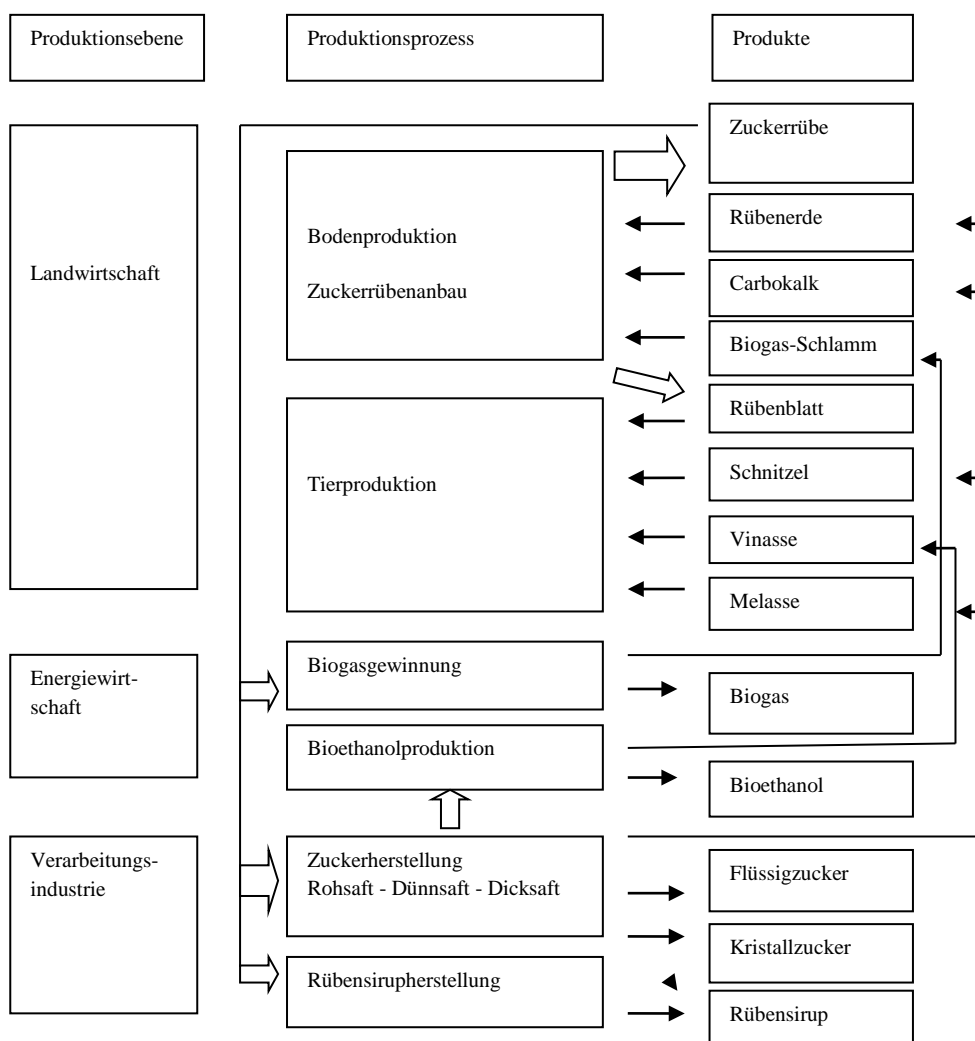 Produktionsebene
Produktionsprozess
Produkte
Landwirtschaft
Bodenproduktion
Zuckerrübenanbau
Tierproduktion
Zuckerrübe
Rübenerde
Carbokalk
Biogas-Schlamm
Rübenblatt
Schnitzel
Vinasse
Melasse
Energiewirt-
schaft
Biogasgewinnung
Bioethanolproduktion
Biogas
Bioethanol
Verarbeitungs-
industrie
Zuckerherstellung
Rohsaft - Dünnsaft - Dicksaft
Rübensirupherstellung
Flüssigzucker
Kristallzucker
Rübensirup